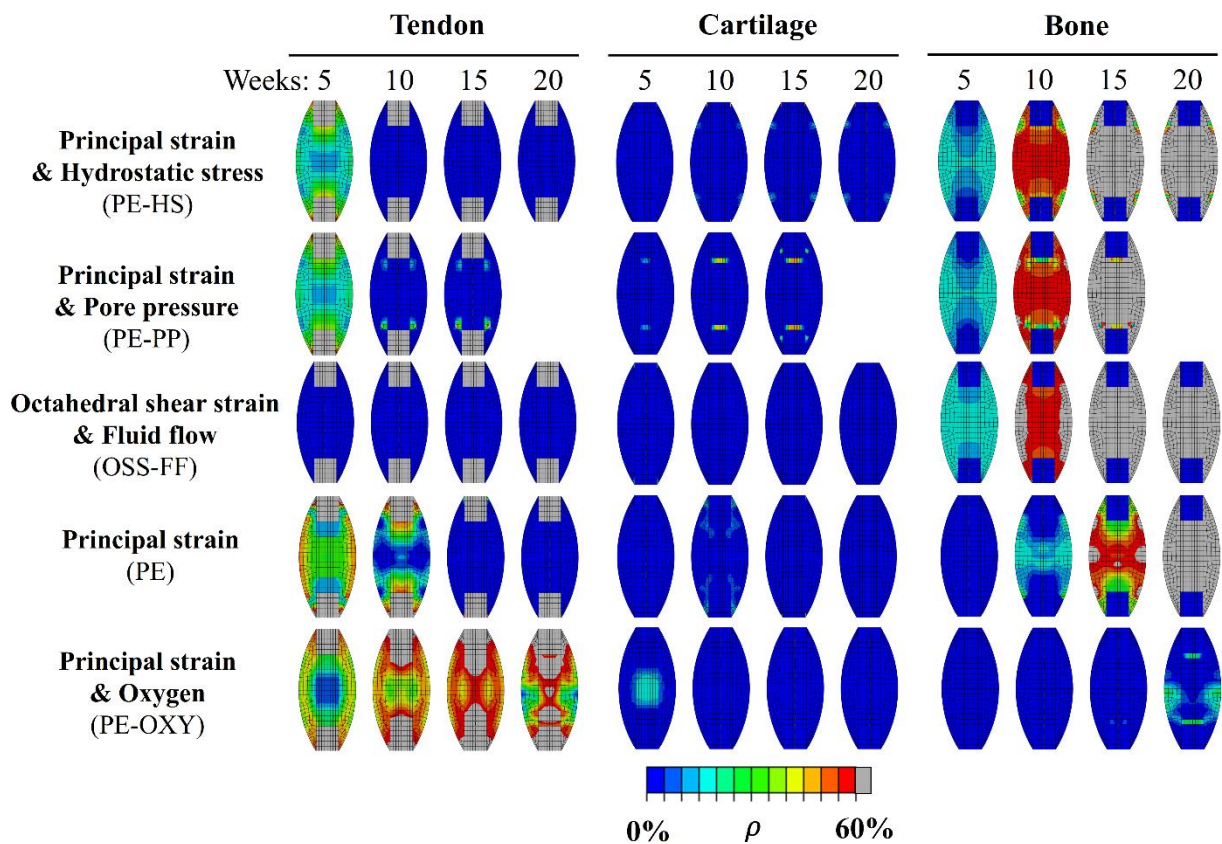 Tendon Cartilage Bone
Weeks: 5 10 15 20 5 10 15 20 5 10 15 20
Principal strain
& Hydrostatic stress
(PE-HS)
Principal strain
& Pore pressure
(PE-PP)
Octahedral shear strain
& Fluid flow
(OSS-FF)
Principal strain
(PE)
Principal strain
& Oxygen
(PE-OXY)
0% ρ 60%